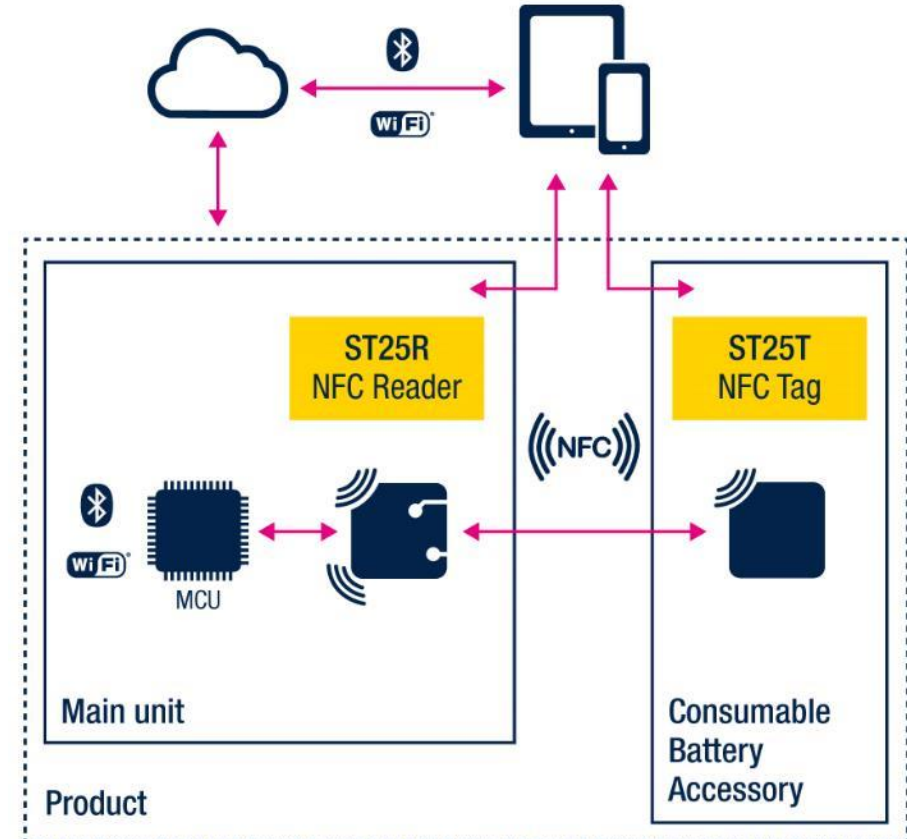 WiFi
ST25R
NFC Reader
ST25T
NFC Tag
NFC
WiFi
MCU
Main unit
Consumable
Battery
Accessory
Product